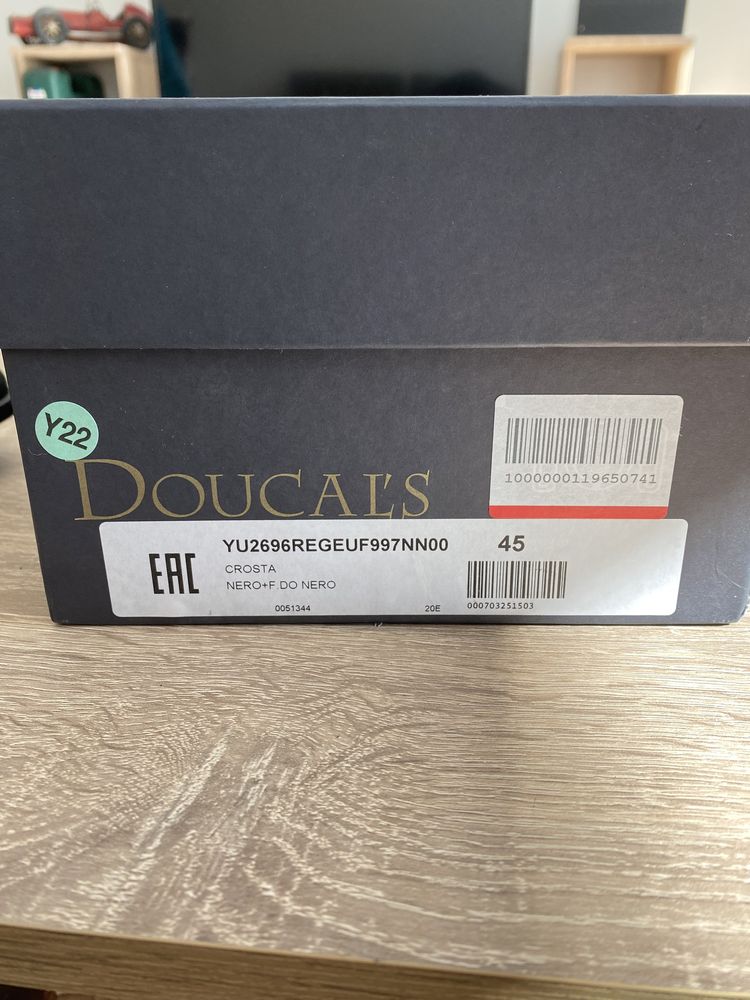 Y22
DOUCAL'S
1000000119650741
EAC
YU2696REGEUF997NN00 45
CROSTA
NERO+F.DO NERO
0051344 20E 000703251503